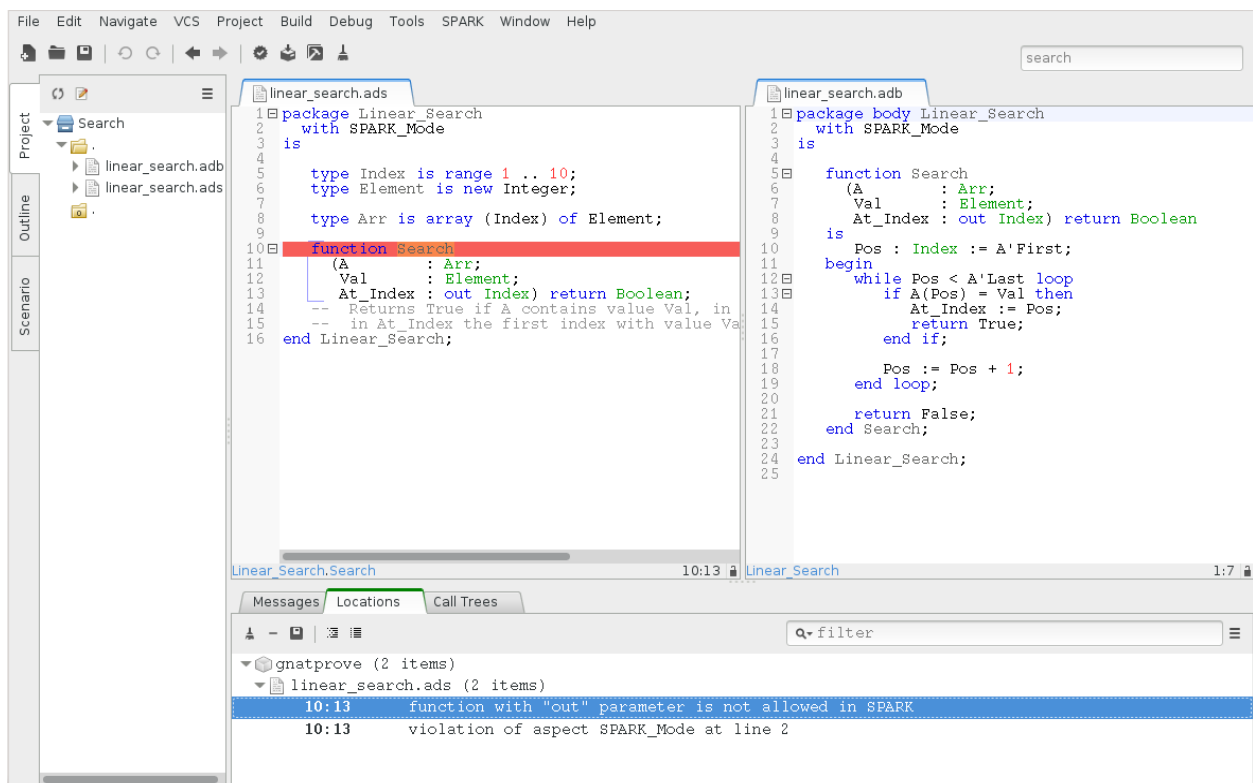 File Edit Navigate VCS Project Build Debug Tools SPARK Window Help
search
Project
Outline
Scenario
Search
.
linear_search.adb
linear_search.ads
.
linear_search.ads
1 package Linear_Search
2   with SPARK_Mode
3 is
4
5    type Index is range 1 .. 10;
6    type Element is new Integer;
7
8    type Arr is array (Index) of Element;
9
10    function Search
11      (A        : Arr;
12       Val      : Element;
13       At_Index : out Index) return Boolean;
14    --  Returns True if A contains value Val, in
15    --  in At_Index the first index with value Va
16 end Linear_Search;
Linear_Search.Search 10:13
linear_search.adb
1 package body Linear_Search
2   with SPARK_Mode
3 is
4
5    function Search
6      (A        : Arr;
7       Val      : Element;
8       At_Index : out Index) return Boolean
9    is
10       Pos : Index := A'First;
11    begin
12       while Pos < A'Last loop
13          if A(Pos) = Val then
14             At_Index := Pos;
15             return True;
16          end if;
17
18          Pos := Pos + 1;
19       end loop;
20
21       return False;
22    end Search;
23
24 end Linear_Search;
25
Linear_Search 1:7
Messages Locations Call Trees
filter
gnatprove (2 items)
linear_search.ads (2 items)
10:13 function with "out" parameter is not allowed in SPARK
10:13 violation of aspect SPARK_Mode at line 2